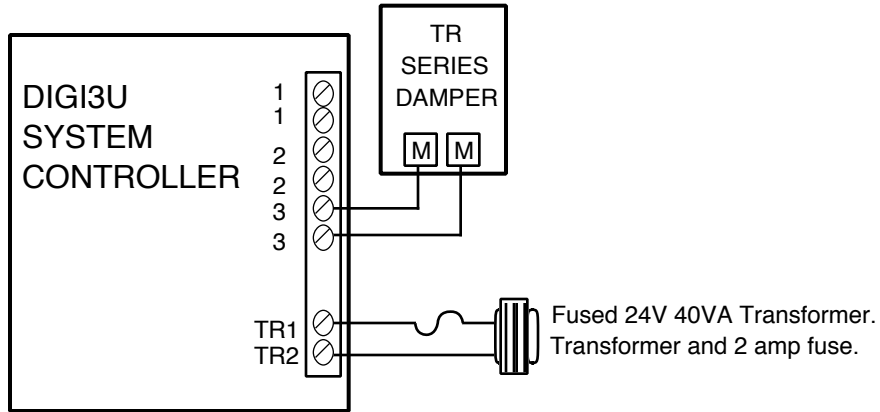 TR
SERIES
DAMPER
M M
DIGI3U
SYSTEM
CONTROLLER
1
1
2
2
3
3
TR1
TR2
Fused 24V 40VA Transformer.
Transformer and 2 amp fuse.